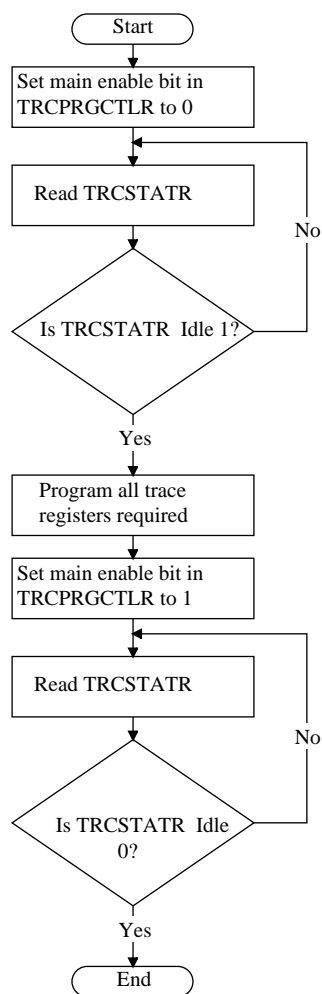 Start
Set main enable bit in
TRCPRGCTLR to 0
Read TRCSTATR
No
Is TRCSTATR Idle 1?
Yes
Program all trace
registers required
Set main enable bit in
TRCPRGCTLR to 1
Read TRCSTATR
No
Is TRCSTATR Idle
0?
Yes
End